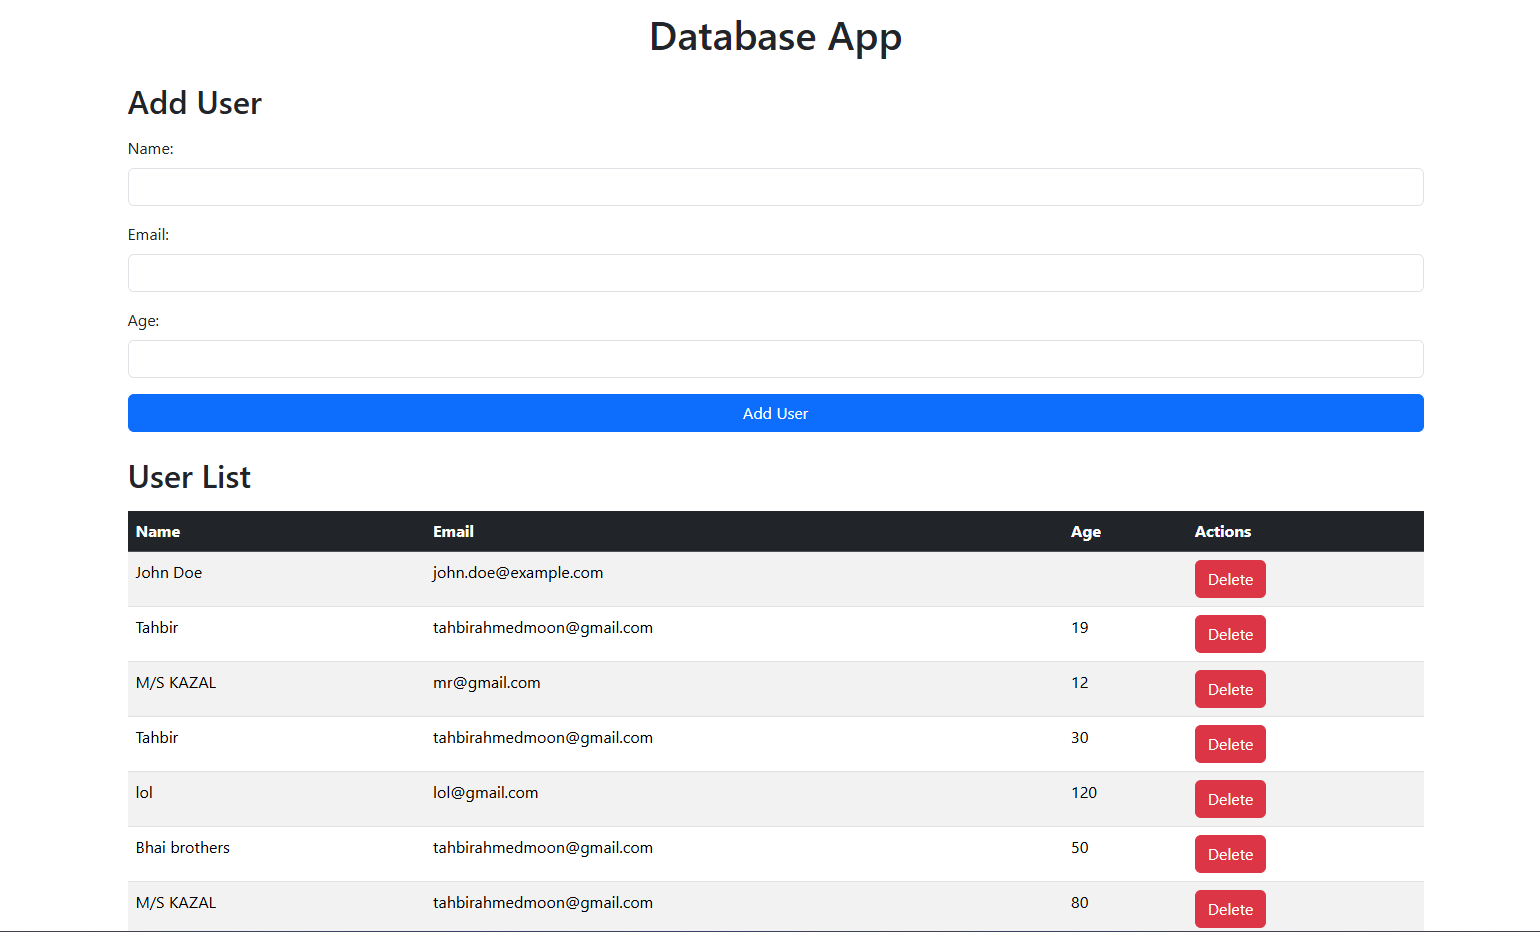 Database App
Add User
Name:
Email:
Age:
Add User
User List
Name Email Age Actions
John Doe john.doe@example.com Delete
Tahbir tahbirahmedmoon@gmail.com 19 Delete
M/S KAZAL mr@gmail.com 12 Delete
Tahbir tahbirahmedmoon@gmail.com 30 Delete
lol lol@gmail.com 120 Delete
Bhai brothers tahbirahmedmoon@gmail.com 50 Delete
M/S KAZAL tahbirahmedmoon@gmail.com 80 Delete